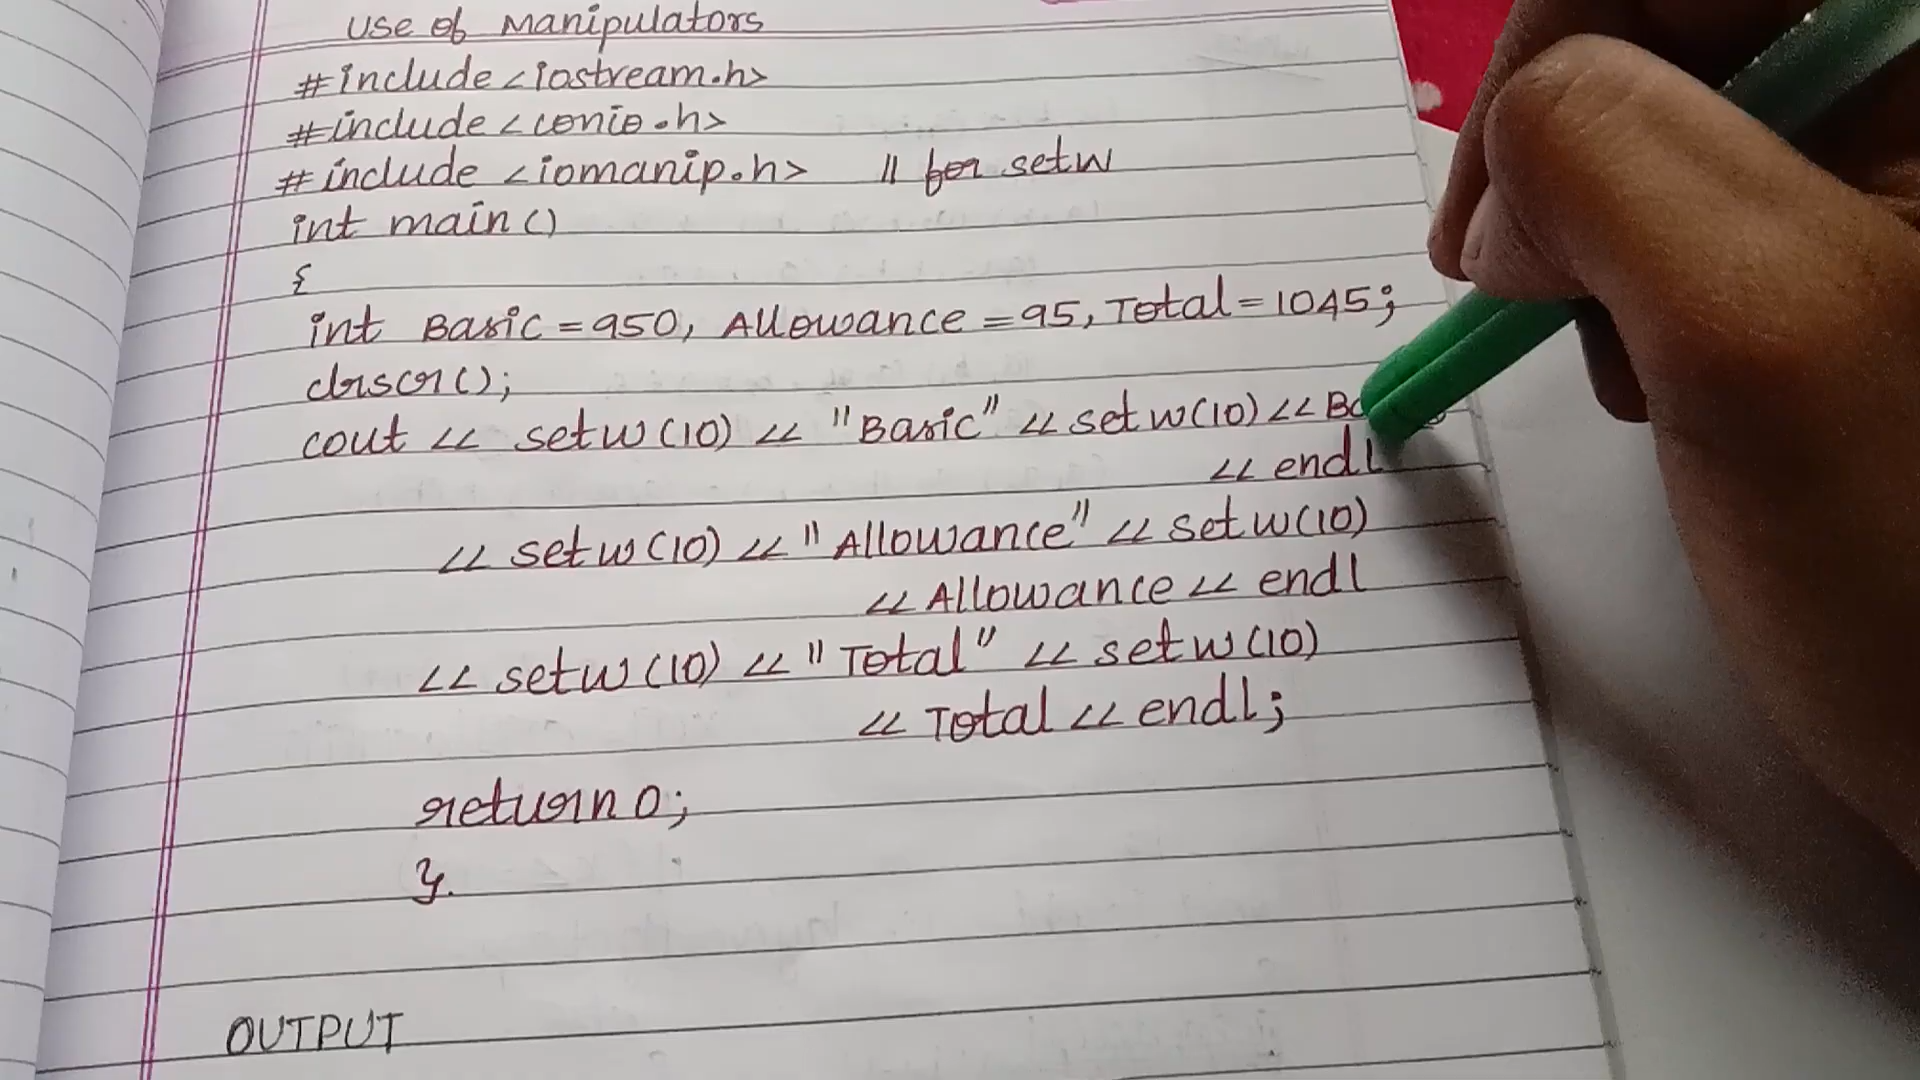 Use of Manipulators
#include <iostream.h>
#include <conio.h>
#include <iomanip.h> // for setw
int main()
{
int Basic = 950, Allowance = 95, Total = 1045;
clrscr();
cout << setw(10) << "Basic" << setw(10) <<
<< endl
<< setw(10) << "Allowance" << setw(10)
<< Allowance << endl
<< setw(10) << "Total" << setw(10)
<< Total << endl;
return 0;
}.
OUTPUT